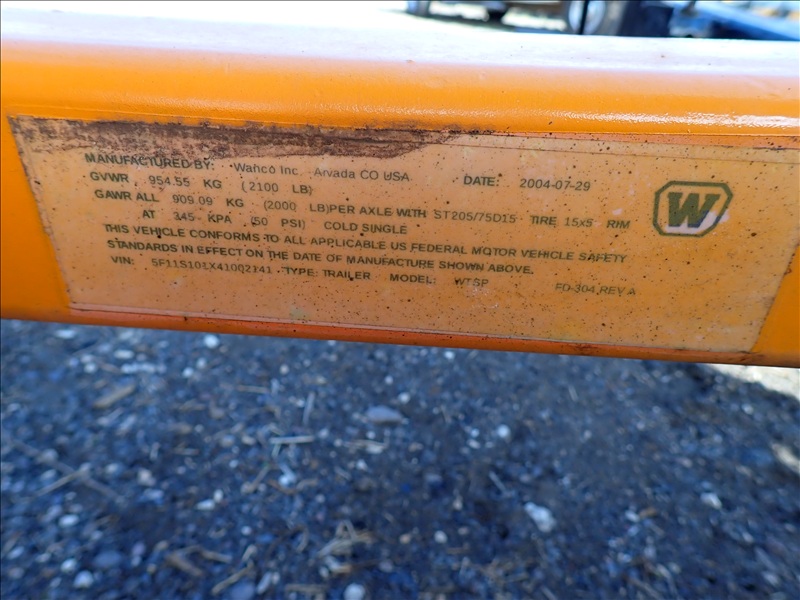 MANUFACTURED BY: Wanco Inc. Arvada CO USA DATE: 2004-07-29
GVWR 954.55 KG (2100 LB)
GAWR ALL 909.09 KG (2000 LB)PER AXLE WITH ST205/75D15 TIRE 15x5 RIM
AT 345 KPA (50 PSI) COLD SINGLE
THIS VEHICLE CONFORMS TO ALL APPLICABLE US FEDERAL MOTOR VEHICLE SAFETY
STANDARDS IN EFFECT ON THE DATE OF MANUFACTURE SHOWN ABOVE.
VIN: 5F11S101X41002141 TYPE: TRAILER MODEL: WTSP FD-304,REV A
W